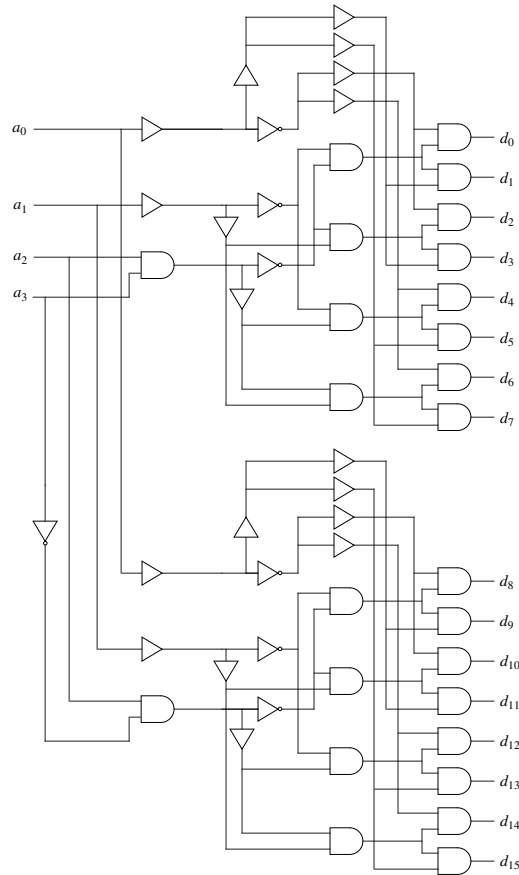 a₀
a₁
a₂
a₃
d₀
d₁
d₂
d₃
d₄
d₅
d₆
d₇
d₈
d₉
d₁₀
d₁₁
d₁₂
d₁₃
d₁₄
d₁₅